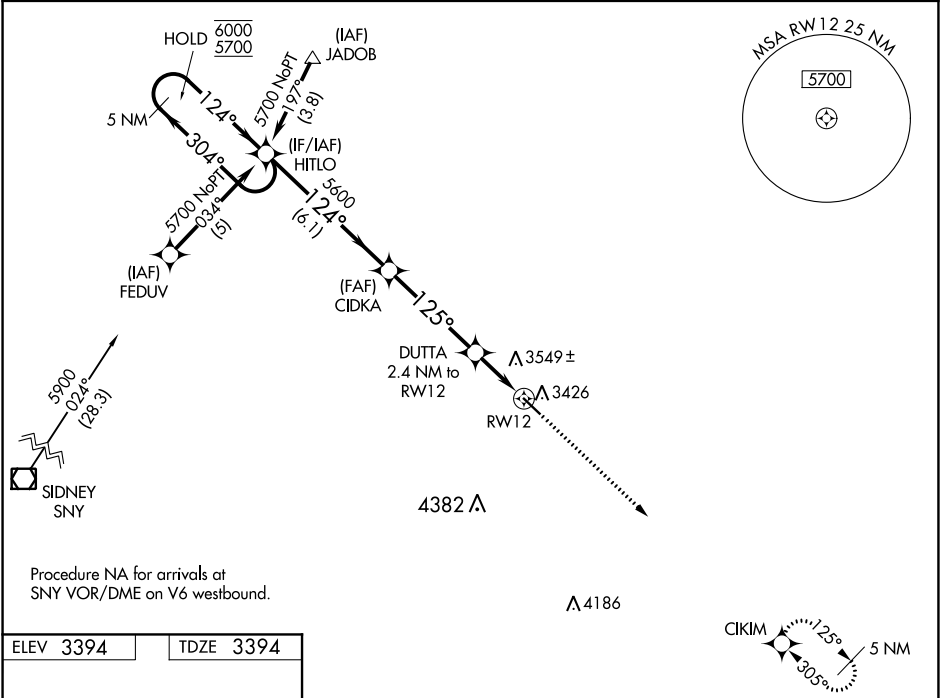 HOLD 6000
5700
(IAF)
JADOB
MSA RW12 25 NM
5700
5700 NoPT
197°
(3.8)
124°
5 NM
304°
(IF/IAF)
HITLO
5700 NoPT
034°
(5)
5600
124°
(6.1)
(IAF)
FEDUV
(FAF)
CIDKA
125°
DUTTA
2.4 NM to
RW12
3549 ±
3426
RW12
5900
024°
(28.3)
SIDNEY
SNY
4382
Procedure NA for arrivals at
SNY VOR/DME on V6 westbound.
4186
CIKIM
125°
5 NM
305°
ELEV 3394
TDZE 3394